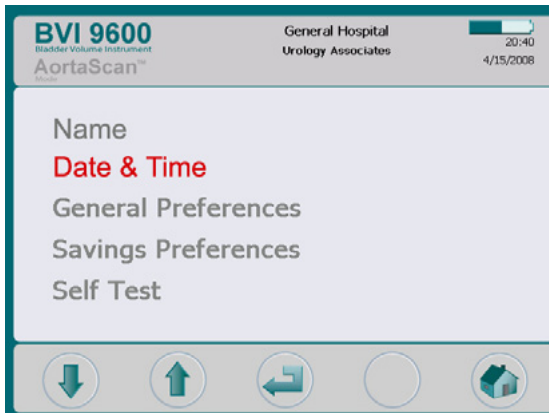 BVI 9600
Bladder Volume Instrument
AortaScan™
Mode
General Hospital
Urology Associates
20:40
4/15/2008
Name
Date & Time
General Preferences
Savings Preferences
Self Test